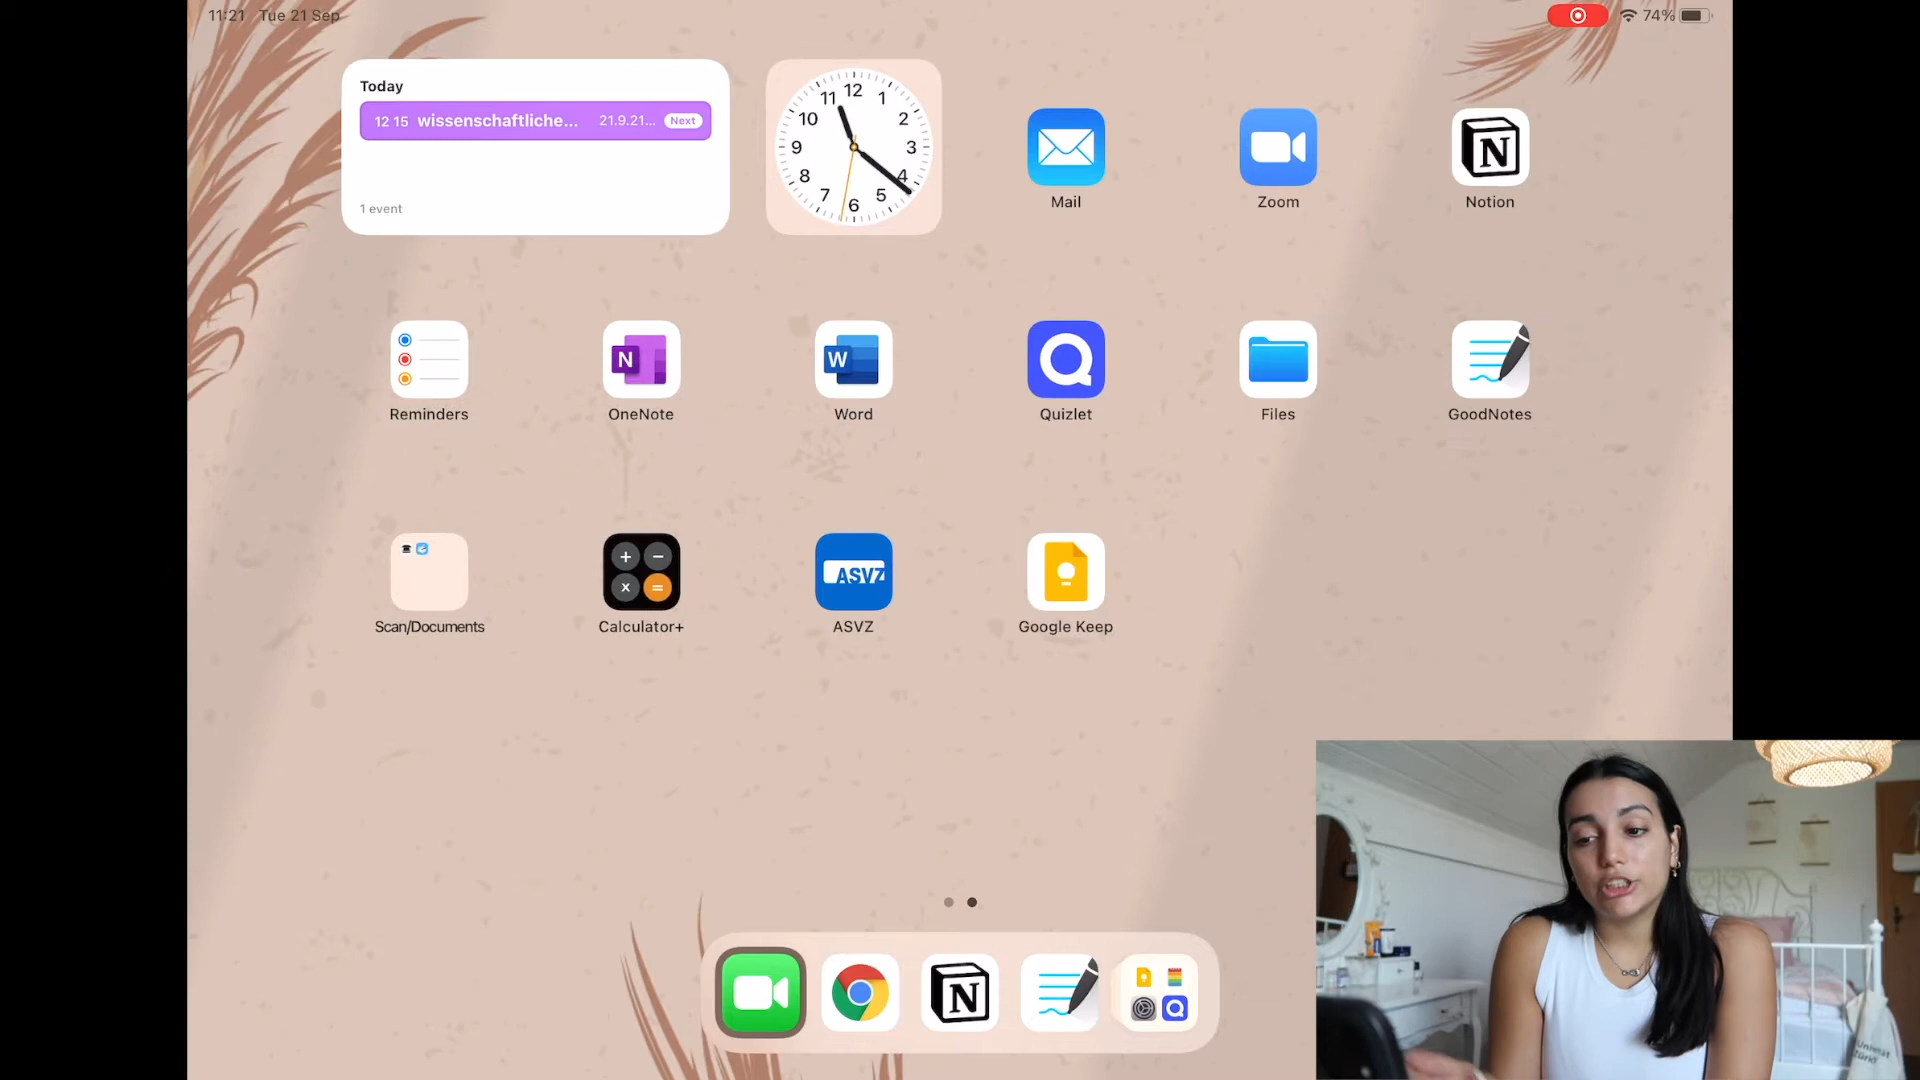 11:21 Tue 21 Sep
74%
Today
12 15 wissenschaftliche... 21.9.21... Next
1 event
12
1
2
3
4
5
6
7
8
9
10
11
Mail
Zoom
N
Notion
Reminders
N
OneNote
W
Word
Quizlet
Files
GoodNotes
Scan/Documents
Calculator+
ASVZ
ASVZ
Google Keep
N
Universität
Zürich